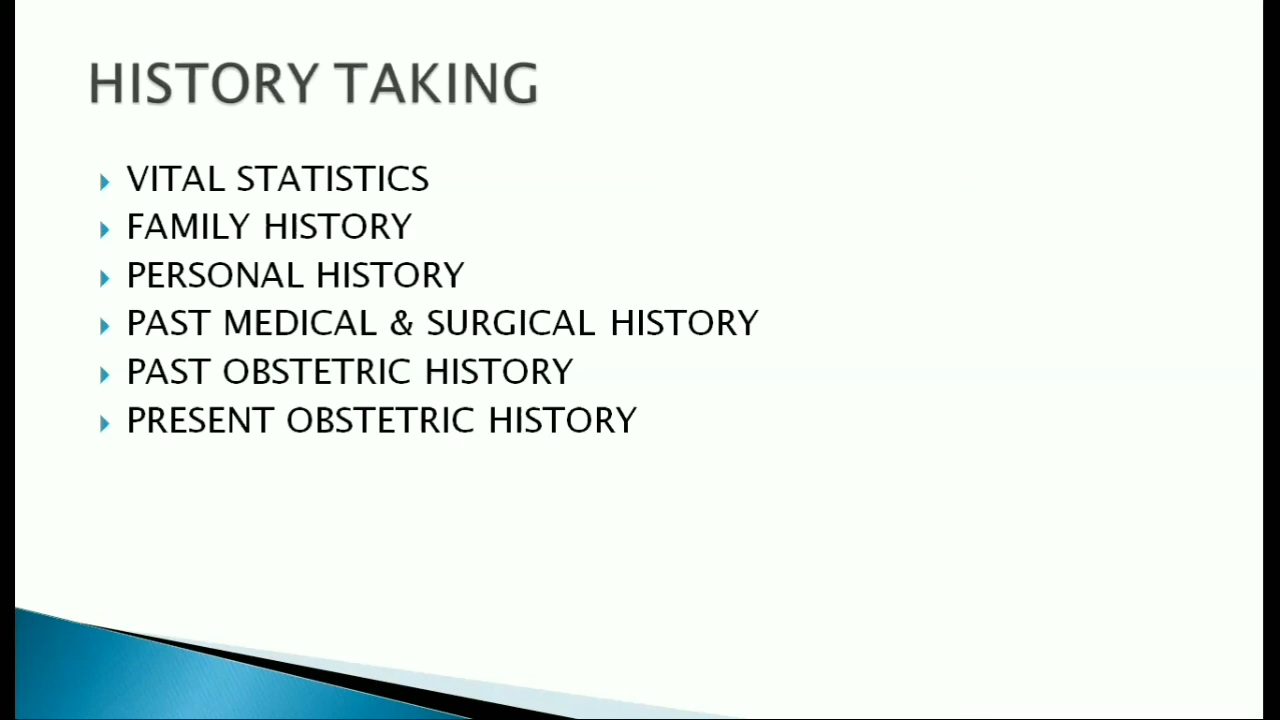 HISTORY TAKING
VITAL STATISTICS
FAMILY HISTORY
PERSONAL HISTORY
PAST MEDICAL & SURGICAL HISTORY
PAST OBSTETRIC HISTORY
PRESENT OBSTETRIC HISTORY